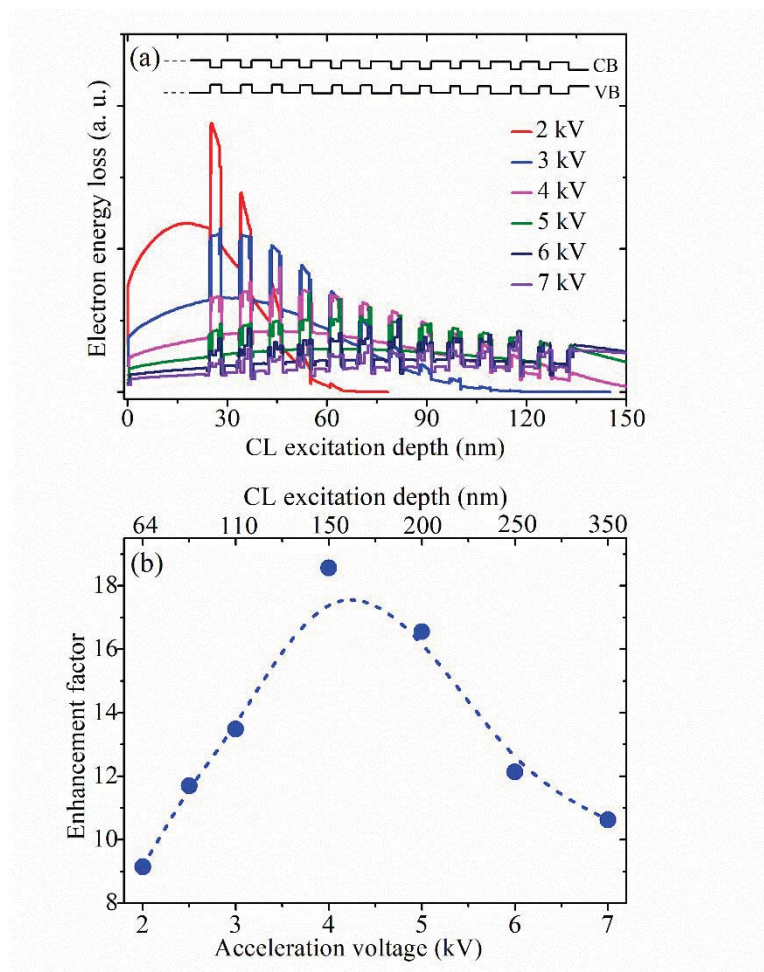 (a)
CB
VB
2 kV
3 kV
4 kV
5 kV
6 kV
7 kV
Electron energy loss (a. u.)
0 30 60 90 120 150
CL excitation depth (nm)
CL excitation depth (nm)
64 110 150 200 250 350
(b)
18
16
14
12
10
8
Enhancement factor
2 3 4 5 6 7
Acceleration voltage (kV)